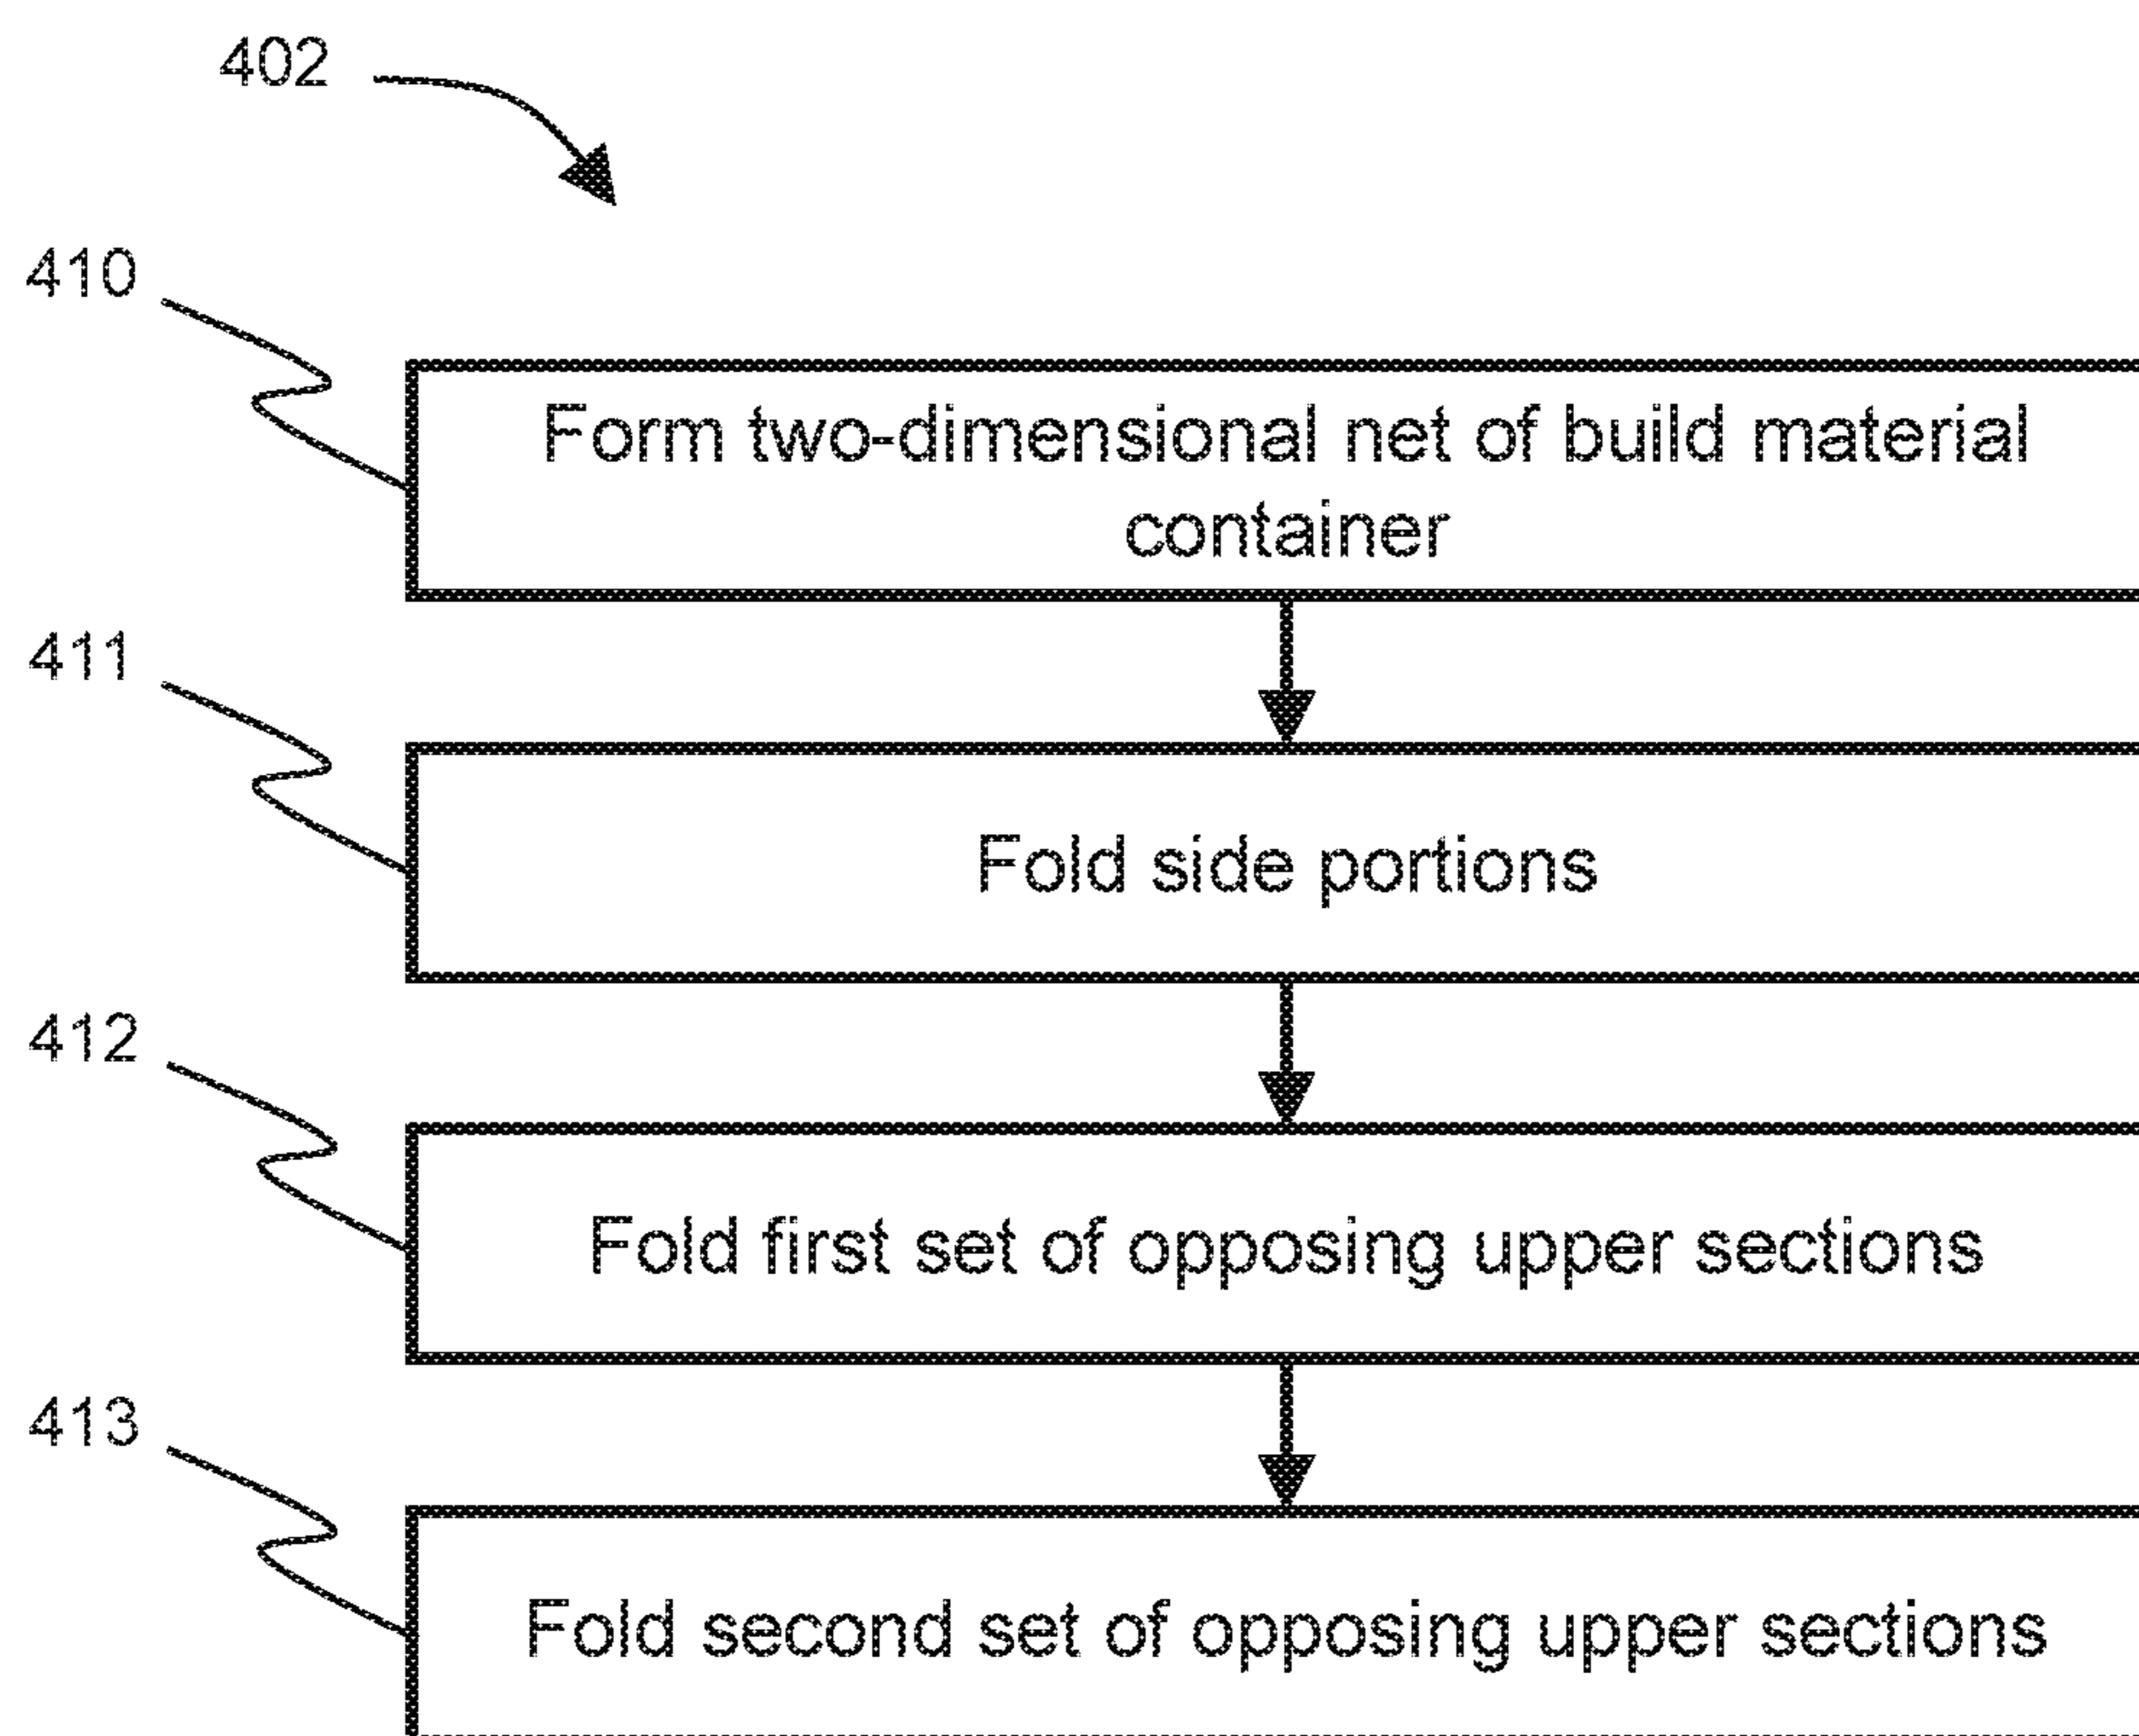 402
410
Form two-dimensional net of build material
container
411
Fold side portions
412
Fold first set of opposing upper sections
413
Fold second set of opposing upper sections